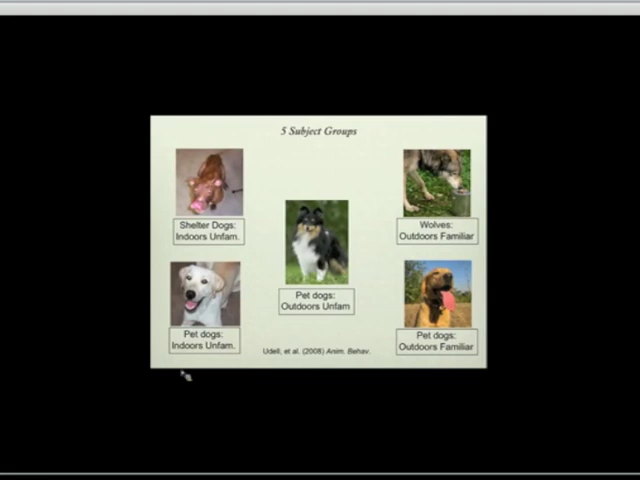 5 Subject Groups
Shelter Dogs:
Indoors Unfam.
Wolves:
Outdoors Familiar
Pet dogs:
Outdoors Unfam
Pet dogs:
Indoors Unfam.
Pet dogs:
Outdoors Familiar
Udell, et al. (2008) Anim. Behav.